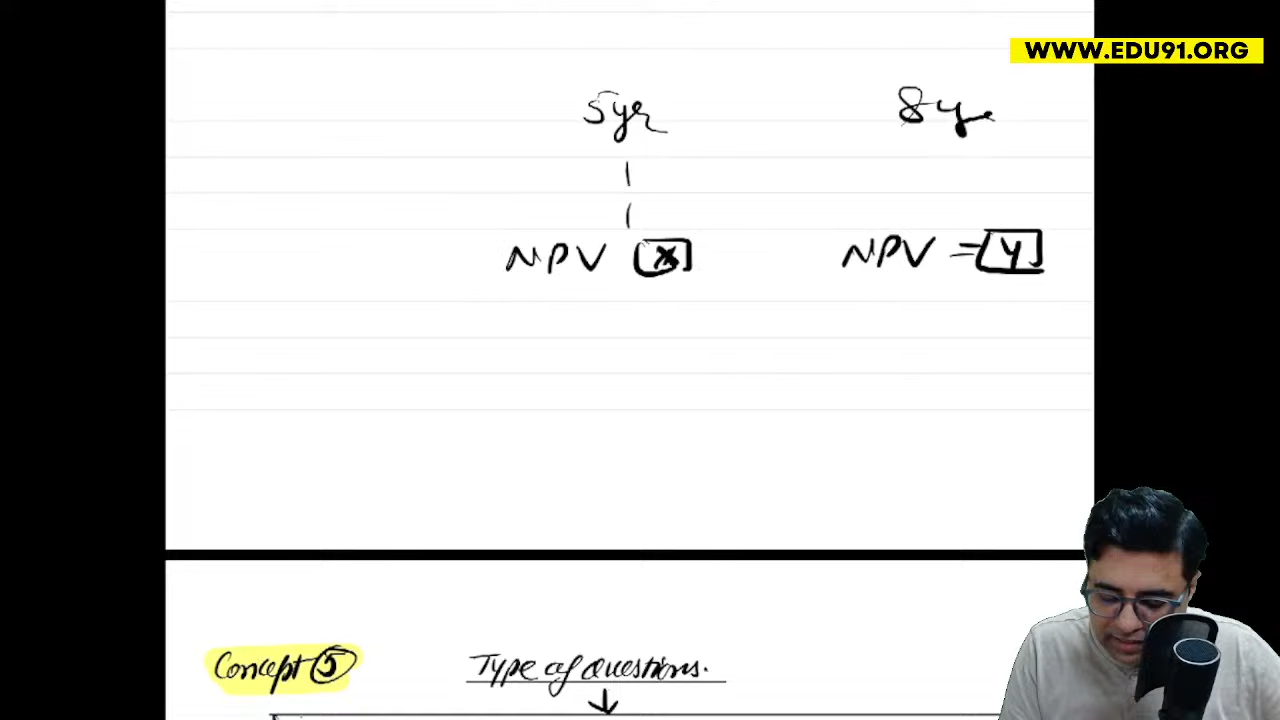 WWW.EDU91.ORG
5yr 8yr
NPV X NPV = Y
Concept 5 Type of questions.